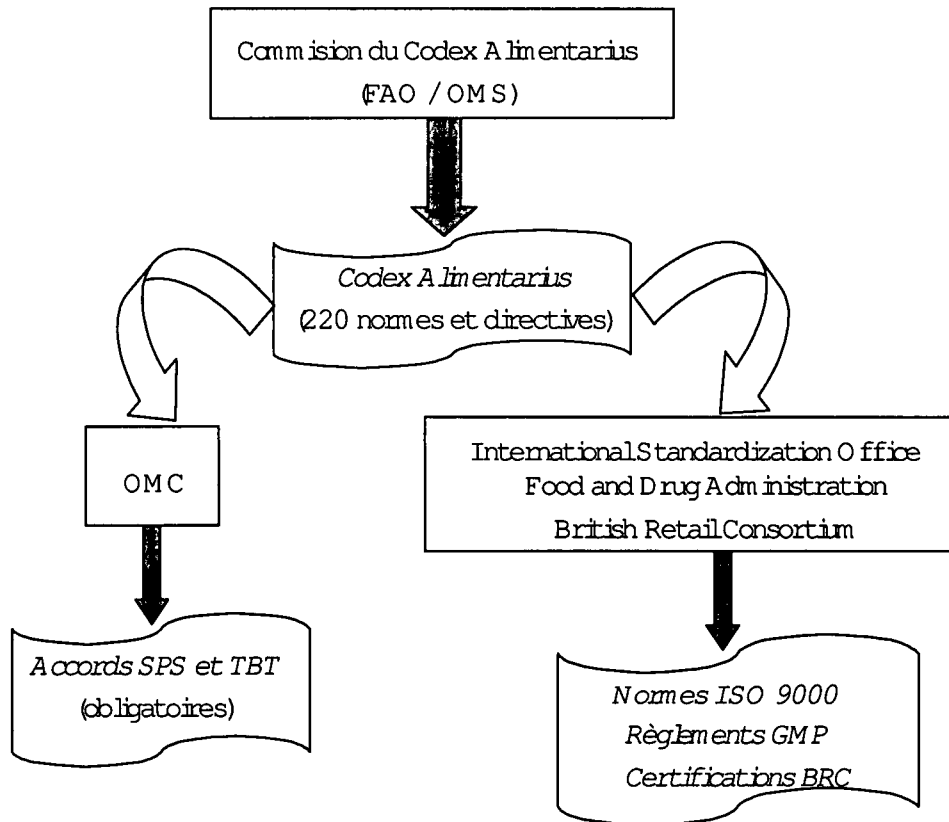 Commision du Codex Alimentarius
(FAO / OMS)
Codex Alimentarius
(220 normes et directives)
OMC
International Standardization Office
Food and Drug Administration
British Retail Consortium
Accords SPS et TBT
(obligatoires)
Normes ISO 9000
Règlements GMP
Certifications BRC